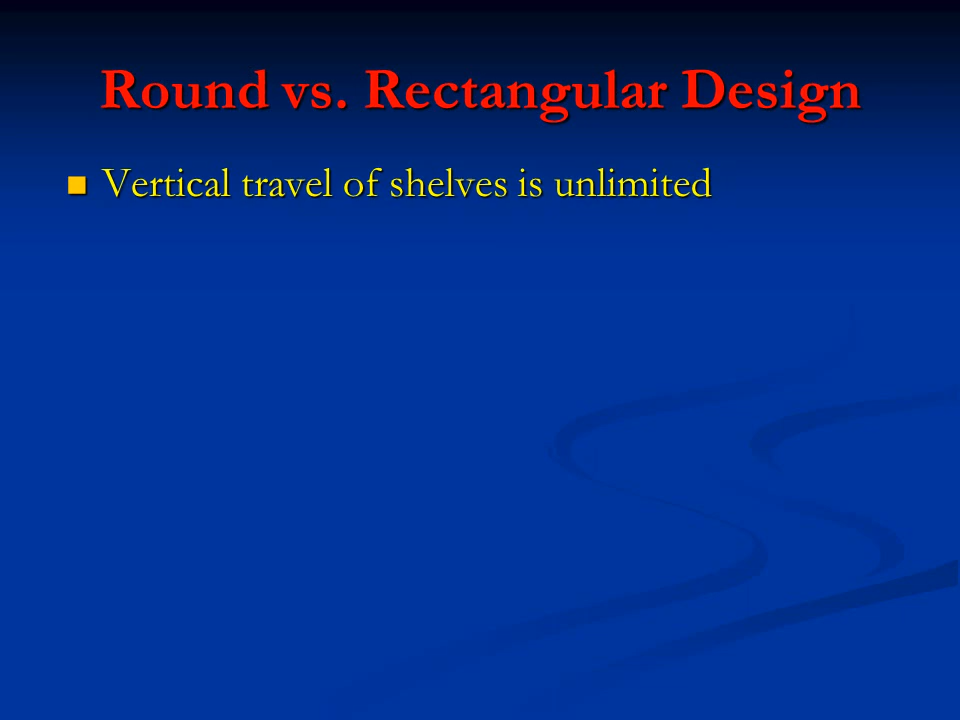 Round vs. Rectangular Design
Vertical travel of shelves is unlimited